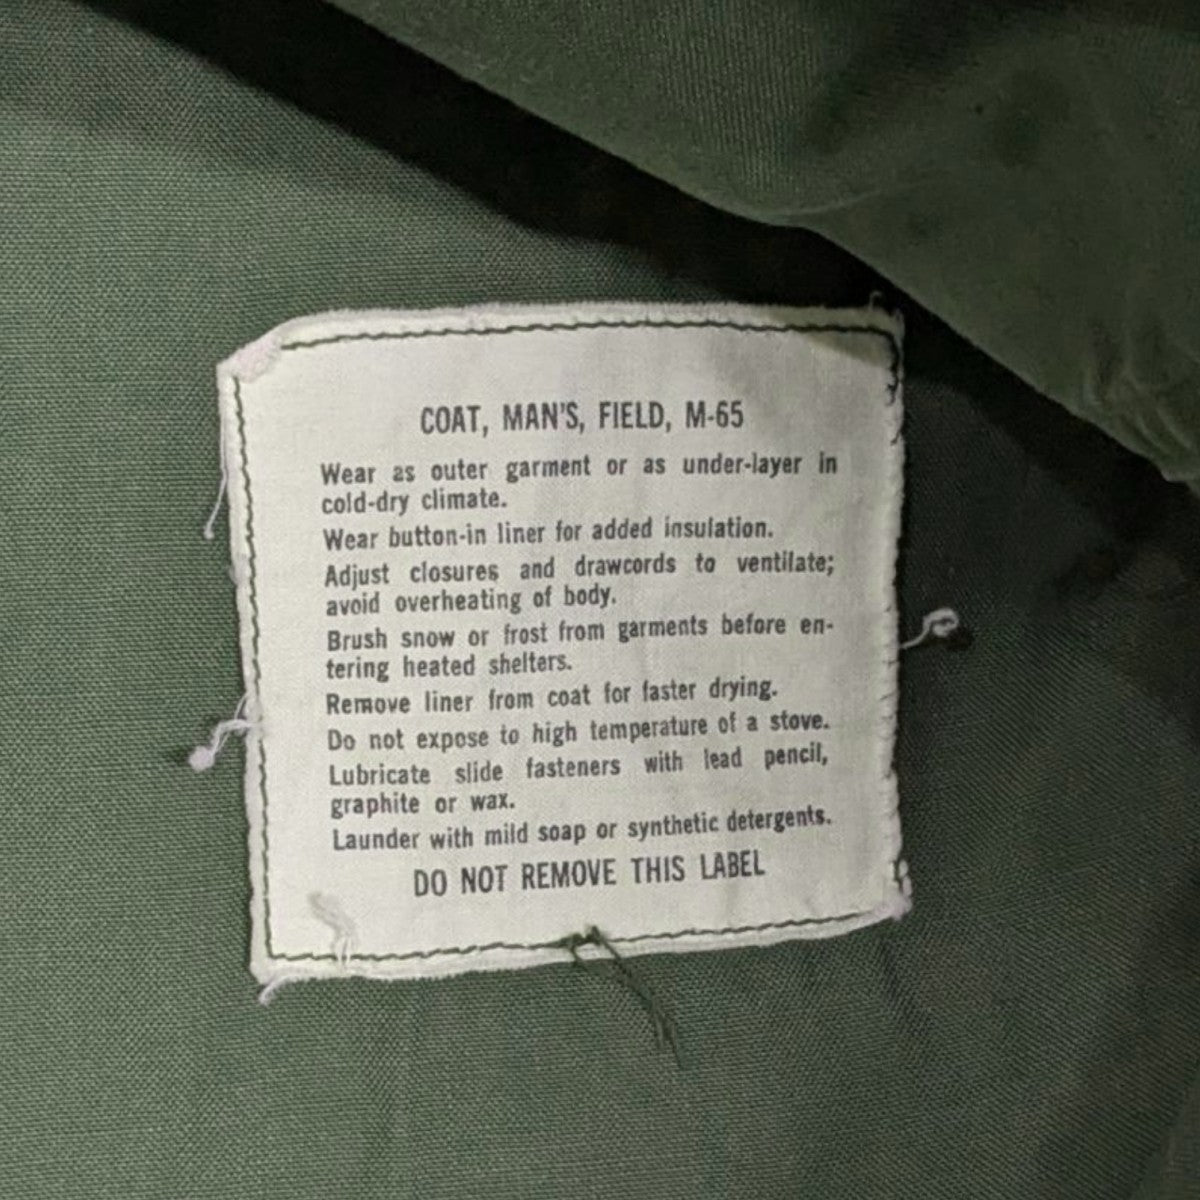 COAT, MAN'S, FIELD, M-65
Wear as outer garment or as under-layer in
cold-dry climate.
Wear button-in liner for added insulation.
Adjust closures and drawcords to ventilate;
avoid overheating of body.
Brush snow or frost from garments before en-
tering heated shelters.
Remove liner from coat for faster drying.
Do not expose to high temperature of a stove.
Lubricate slide fasteners with lead pencil,
graphite or wax.
Launder with mild soap or synthetic detergents.
DO NOT REMOVE THIS LABEL